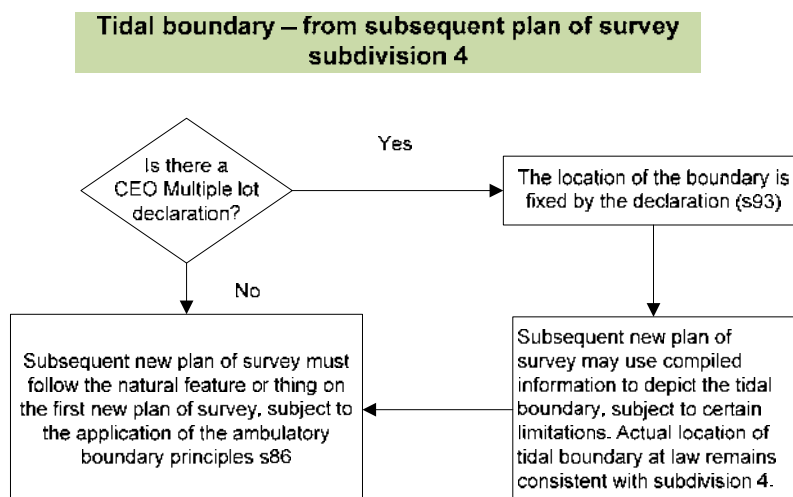 Tidal boundary – from subsequent plan of survey
subdivision 4
Is there a
CEO Multiple lot
declaration?
Yes
The location of the boundary is
fixed by the declaration (s93)
No
Subsequent new plan of survey must
follow the natural feature or thing on
the first new plan of survey, subject to
the application of the ambulatory
boundary principles s86
Subsequent new plan of
survey may use compiled
information to depict the tidal
boundary, subject to certain
limitations. Actual location of
tidal boundary at law remains
consistent with subdivision 4.